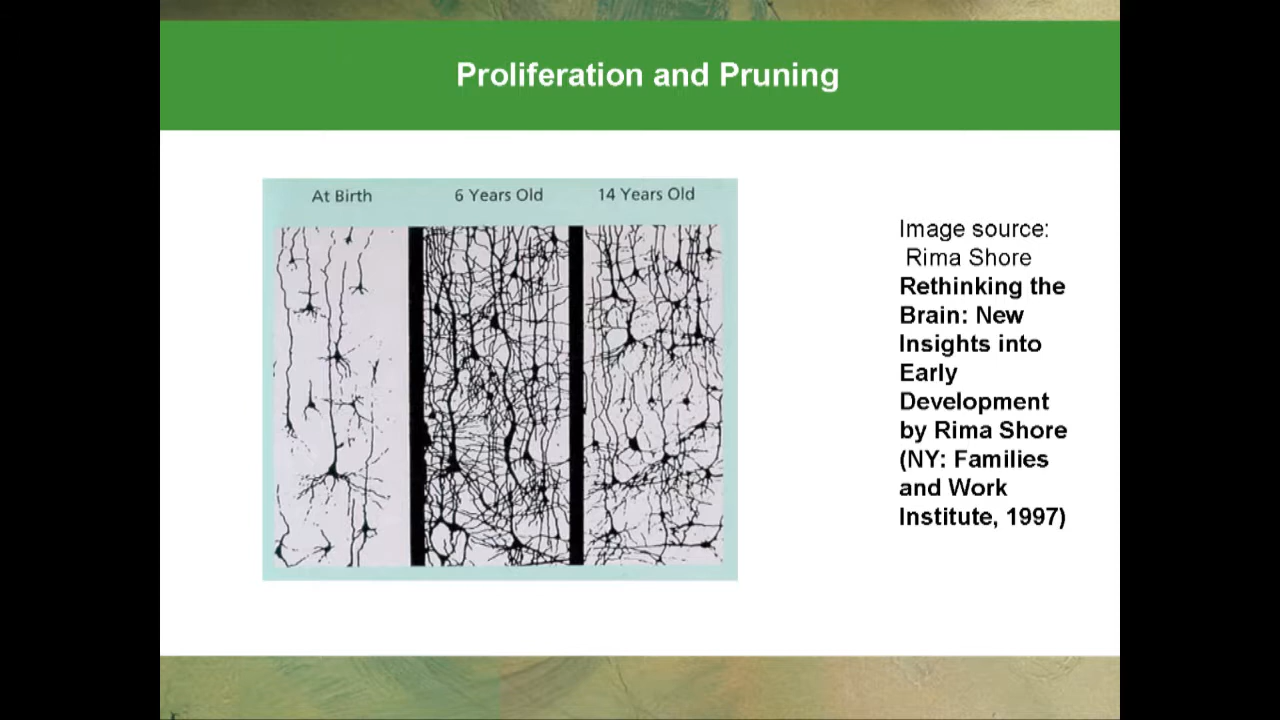 Proliferation and Pruning
At Birth
6 Years Old
14 Years Old
Image source:
Rima Shore
Rethinking the
Brain: New
Insights into
Early
Development
by Rima Shore
(NY: Families
and Work
Institute, 1997)